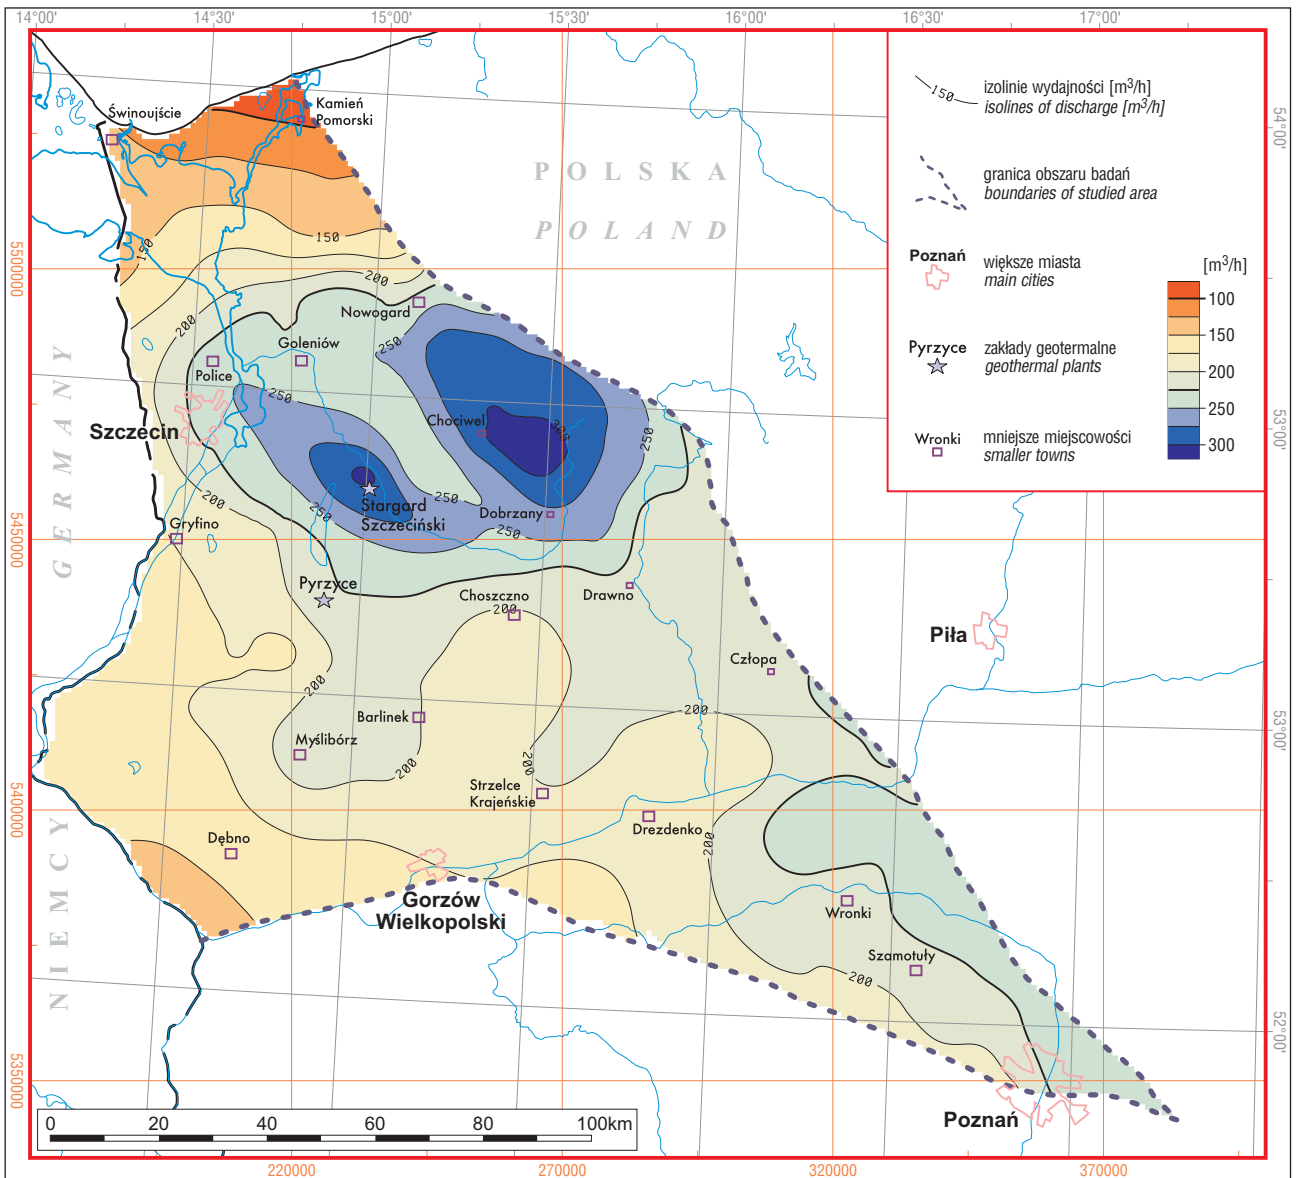 14°00'
14°30'
15°00'
15°30'
16°00'
16°30'
17°00'
izolinie wydajności [m³/h]
isolines of discharge [m³/h]
150
granica obszaru badań
boundaries of studied area
Poznań
większe miasta
main cities
Pyrzyce
zakłady geotermalne
geothermal plants
Wronki
mniejsze miejscowości
smaller towns
[m³/h]
100
150
200
250
300
POLSKA
POLAND
GERMANY
NIEMCY
Świnoujście
Kamień
Pomorski
150
150
200
200
Nowogard
250
Goleniów
Police
250
Szczecin
Chociwel
300
250
200
250
250
Stargard
Szczeciński
Dobrzany
250
Gryfino
Pyrzyce
Choszczno
200
Drawno
Piła
Człopa
200
Barlinek
200
Myślibórz
200
200
Strzelce
Krajeńskie
Drezdenko
Dębno
200
Gorzów
Wielkopolski
Wronki
Szamotuły
200
Poznań
5500000
5450000
5400000
5350000
54°00'
53°00'
53°00'
52°00'
0
20
40
60
80
100km
220000
270000
320000
370000